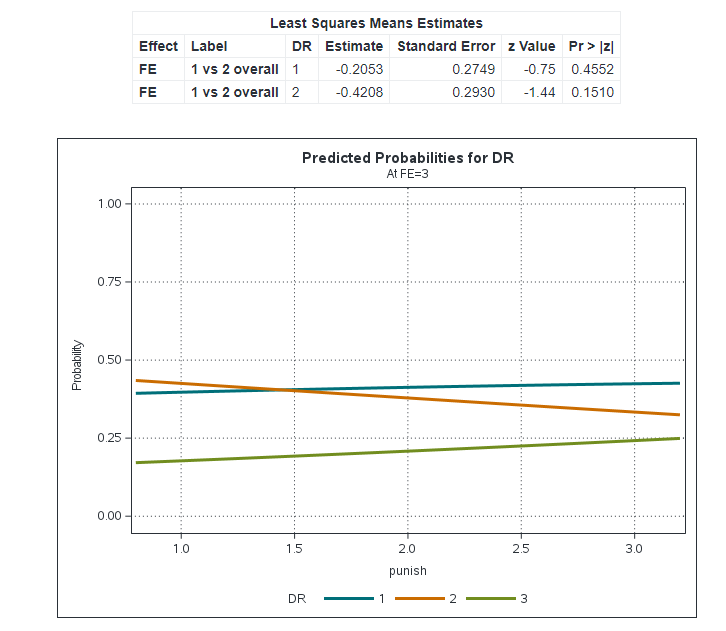 Least Squares Means Estimates
Effect Label DR Estimate Standard Error z Value Pr > |z|
FE 1 vs 2 overall 1 -0.2053 0.2749 -0.75 0.4552
FE 1 vs 2 overall 2 -0.4208 0.2930 -1.44 0.1510
Predicted Probabilities for DR
At FE=3
1.00
0.75
0.50
0.25
0.00
Probability
1.0 1.5 2.0 2.5 3.0
punish
DR 1 2 3